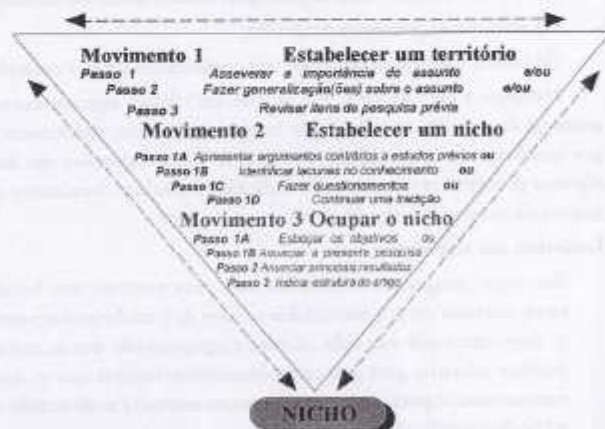 Movimento 1 Estabelecer um território
Passo 1 Asseverar a importância do assunto e/ou
Passo 2 Fazer generalização(ões) sobre o assunto e/ou
Passo 3 Revisar itens de pesquisa prévia
Movimento 2 Estabelecer um nicho
Passo 1A Apresentar argumentos contrários a estudos prévios ou
Passo 1B Identificar lacunas no conhecimento ou
Passo 1C Fazer questionamentos ou
Passo 1D Continuar uma tradição
Movimento 3 Ocupar o nicho
Passo 1A Esboçar os objetivos ou
Passo 1B Anunciar a presente pesquisa
Passo 2 Anunciar principais resultados
Passo 3 Indicar estrutura do artigo
NICHO